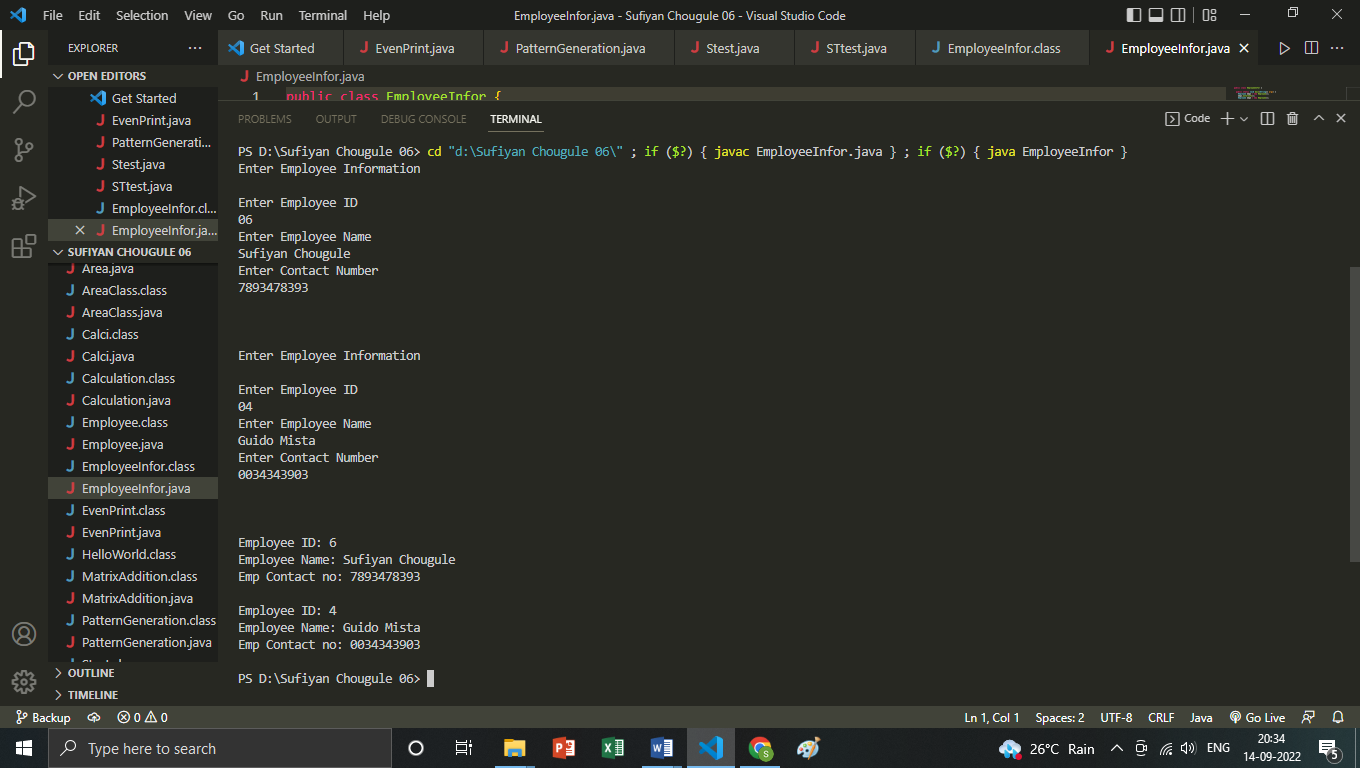 File Edit Selection View Go Run Terminal Help
EmployeeInfor.java - Sufiyan Chougule 06 - Visual Studio Code
EXPLORER
Get Started EvenPrint.java PatternGeneration.java Stest.java STtest.java EmployeeInfor.class EmployeeInfor.java
OPEN EDITORS
Get Started
EvenPrint.java
PatternGenerati...
Stest.java
STtest.java
EmployeeInfor.cl...
EmployeeInfor.ja...
SUFIYAN CHOUGULE 06
Area.java
AreaClass.class
AreaClass.java
Calci.class
Calci.java
Calculation.class
Calculation.java
Employee.class
Employee.java
EmployeeInfor.class
EmployeeInfor.java
EvenPrint.class
EvenPrint.java
HelloWorld.class
MatrixAddition.class
MatrixAddition.java
PatternGeneration.class
PatternGeneration.java
OUTLINE
TIMELINE
EmployeeInfor.java
1 public class EmployeeInfor {
PROBLEMS OUTPUT DEBUG CONSOLE TERMINAL
Code
PS D:\Sufiyan Chougule 06> cd "d:\Sufiyan Chougule 06\" ; if ($?) { javac EmployeeInfor.java } ; if ($?) { java EmployeeInfor }
Enter Employee Information
Enter Employee ID
06
Enter Employee Name
Sufiyan Chougule
Enter Contact Number
7893478393
Enter Employee Information
Enter Employee ID
04
Enter Employee Name
Guido Mista
Enter Contact Number
0034343903
Employee ID: 6
Employee Name: Sufiyan Chougule
Emp Contact no: 7893478393
Employee ID: 4
Employee Name: Guido Mista
Emp Contact no: 0034343903
PS D:\Sufiyan Chougule 06>
Backup 0 0 Ln 1, Col 1 Spaces: 2 UTF-8 CRLF Java Go Live
Type here to search
26°C Rain
ENG
20:34
14-09-2022
5